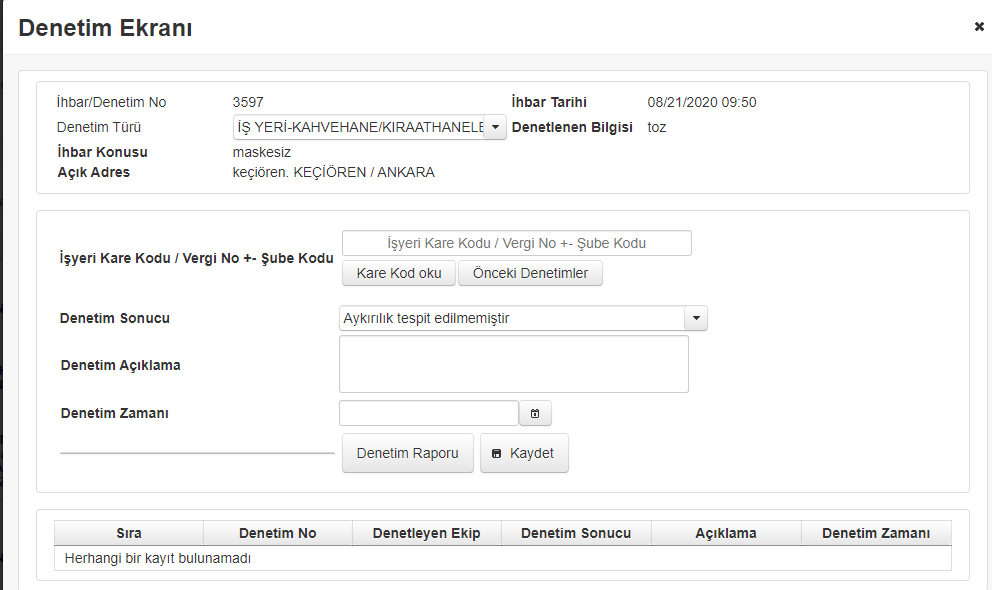 Denetim Ekranı
İhbar/Denetim No 3597 İhbar Tarihi 08/21/2020 09:50
Denetim Türü İŞ YERİ-KAHVEHANE/KIRAATHANELE Denetlenen Bilgisi toz
İhbar Konusu maskesiz
Açık Adres keçiören. KEÇİÖREN / ANKARA
İşyeri Kare Kodu / Vergi No +- Şube Kodu
İşyeri Kare Kodu / Vergi No +- Şube Kodu
Kare Kod oku Önceki Denetimler
Denetim Sonucu Aykırılık tespit edilmemiştir
Denetim Açıklama
Denetim Zamanı
Denetim Raporu Kaydet
Sıra Denetim No Denetleyen Ekip Denetim Sonucu Açıklama Denetim Zamanı
Herhangi bir kayıt bulunamadı